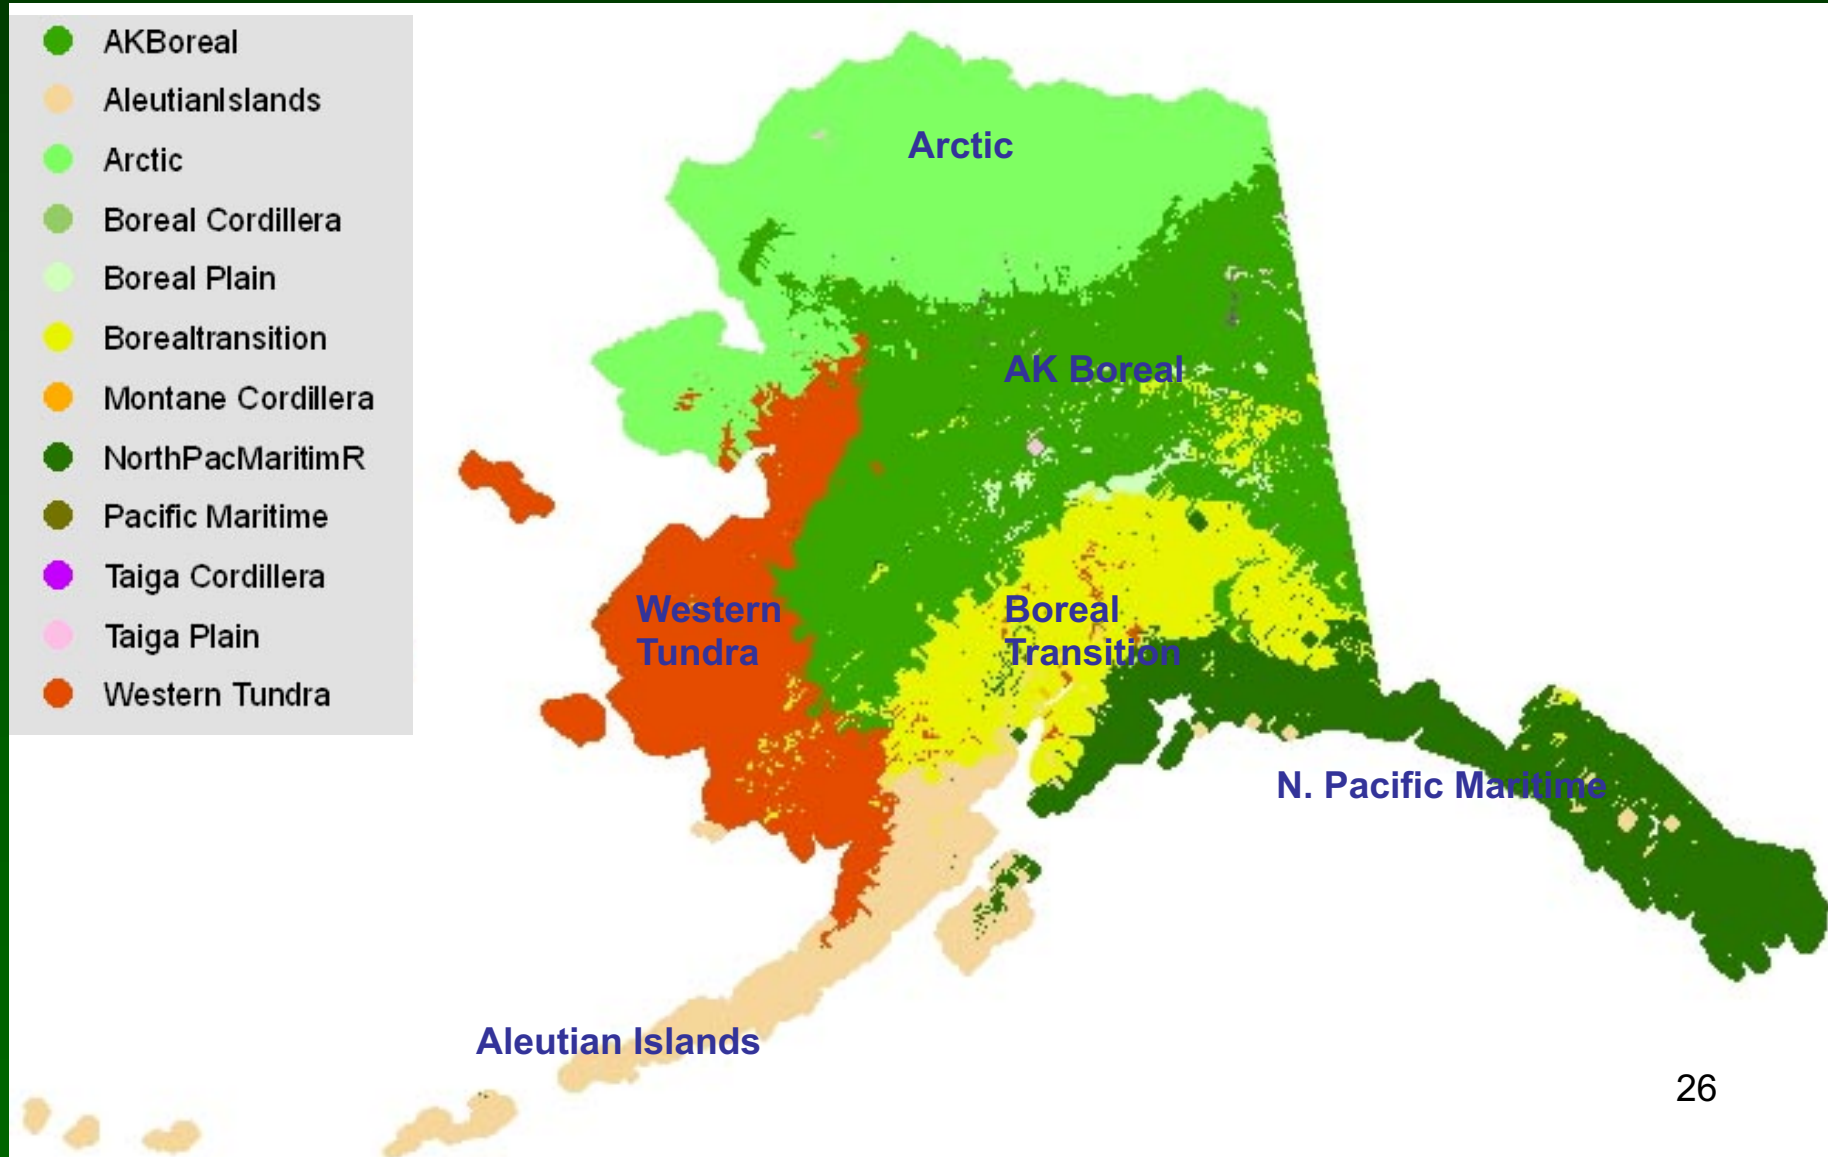 AKBoreal
AleutianIslands
Arctic
Boreal Cordillera
Boreal Plain
Borealtransition
Montane Cordillera
NorthPacMaritimR
Pacific Maritime
Taiga Cordillera
Taiga Plain
Western Tundra
Arctic
AK Boreal
Western
Tundra
Boreal
Transition
N. Pacific Maritime
Aleutian Islands
26